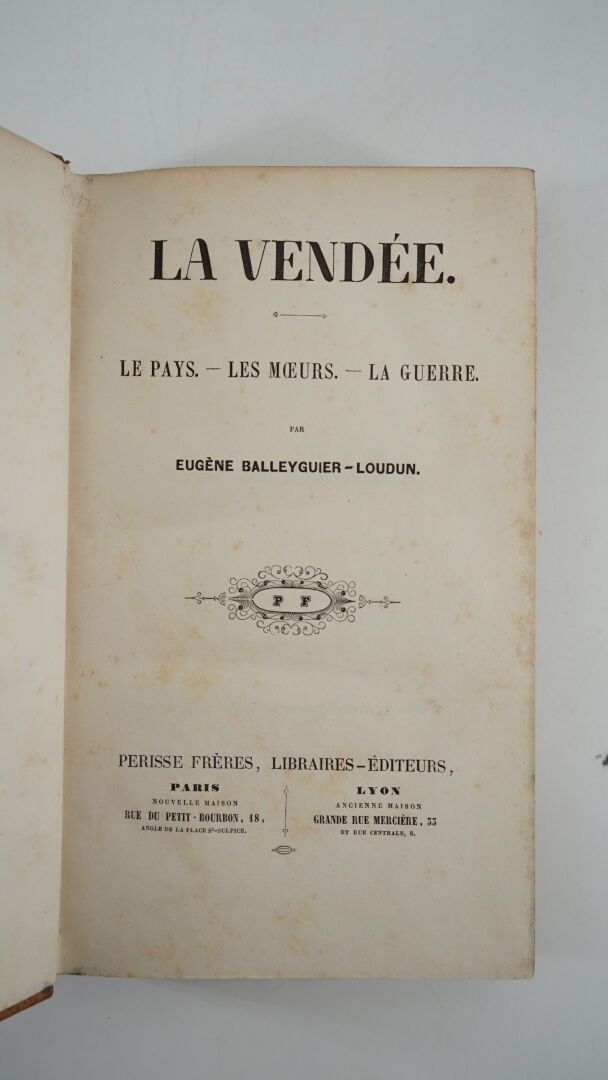 LA VENDÉE.
LE PAYS. — LES MŒURS. — LA GUERRE.
PAR
EUGÈNE BALLEYGUIER-LOUDUN.
P F
PERISSE FRÈRES, LIBRAIRES-ÉDITEURS,
PARIS
NOUVELLE MAISON
RUE DU PETIT-BOURBON, 18,
ANGLE DE LA PLACE St-SULPICE.
LYON
ANCIENNE MAISON
GRANDE RUE MERCIÈRE, 33
ET RUE CENTRALE, 8.